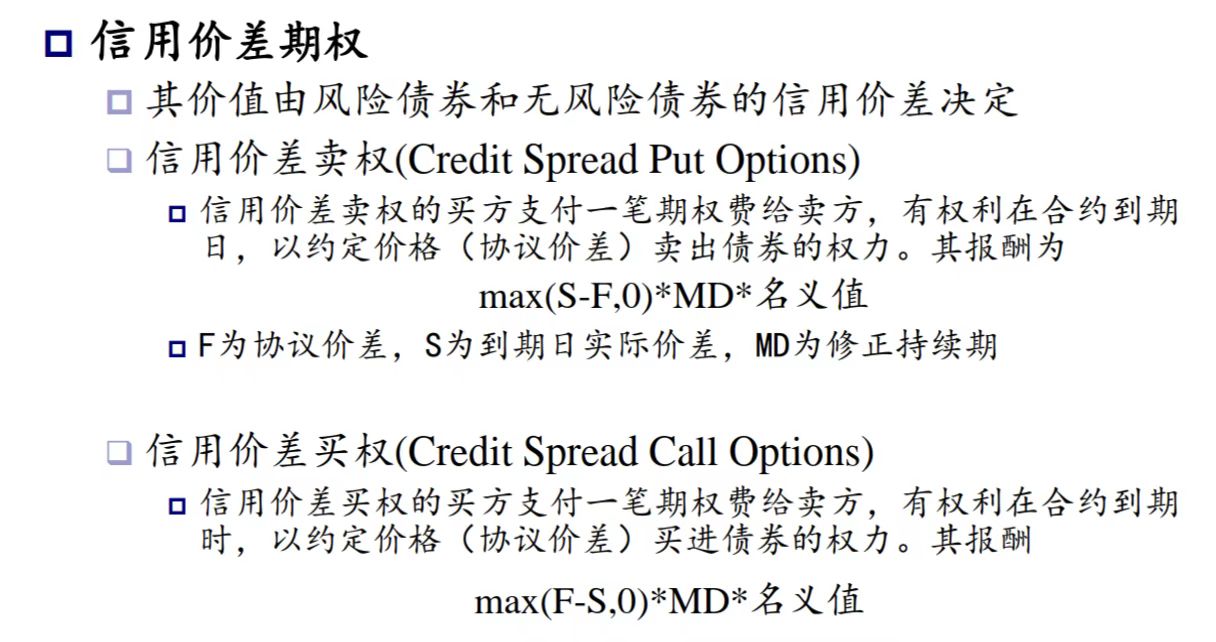 信用价差期权
其价值由风险债券和无风险债券的信用价差决定
信用价差卖权(Credit Spread Put Options)
信用价差卖权的买方支付一笔期权费给卖方，有权利在合约到期
日，以约定价格（协议价差）卖出债券的权力。其报酬为
max(S-F,0)*MD*名义值
F为协议价差，S为到期日实际价差，MD为修正持续期
信用价差买权(Credit Spread Call Options)
信用价差买权的买方支付一笔期权费给卖方，有权利在合约到期
时，以约定价格（协议价差）买进债券的权力。其报酬
max(F-S,0)*MD*名义值